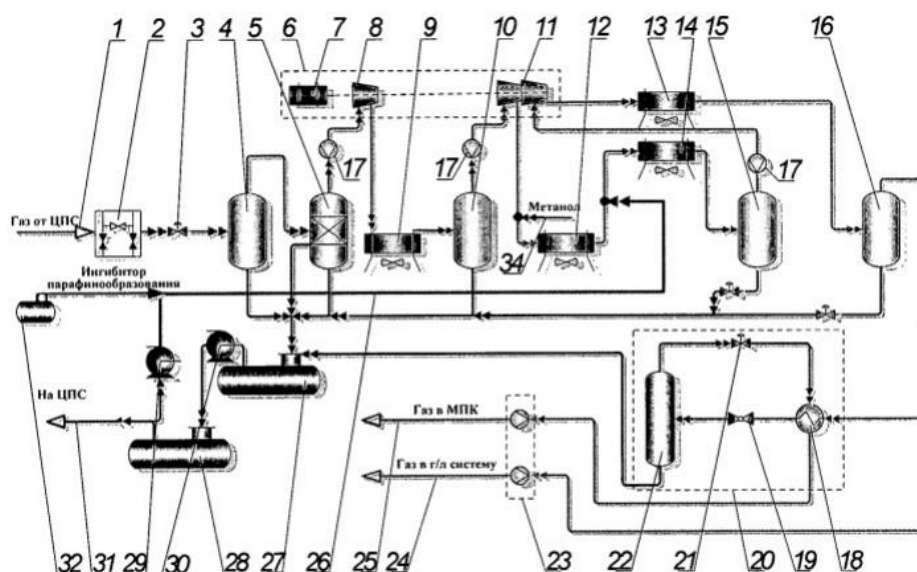 1 2 3 4 5 6 7 8 9 10 11 12 13 14 15 16
17 17 17
Метанол
Газ от ЦПС
34
Ингибитор
парафинообразования
На ЦПС
Газ в МПК
Газ в г/л систему
32 31 29 30 28 27 26 25 24 23 22 21 20 19 18